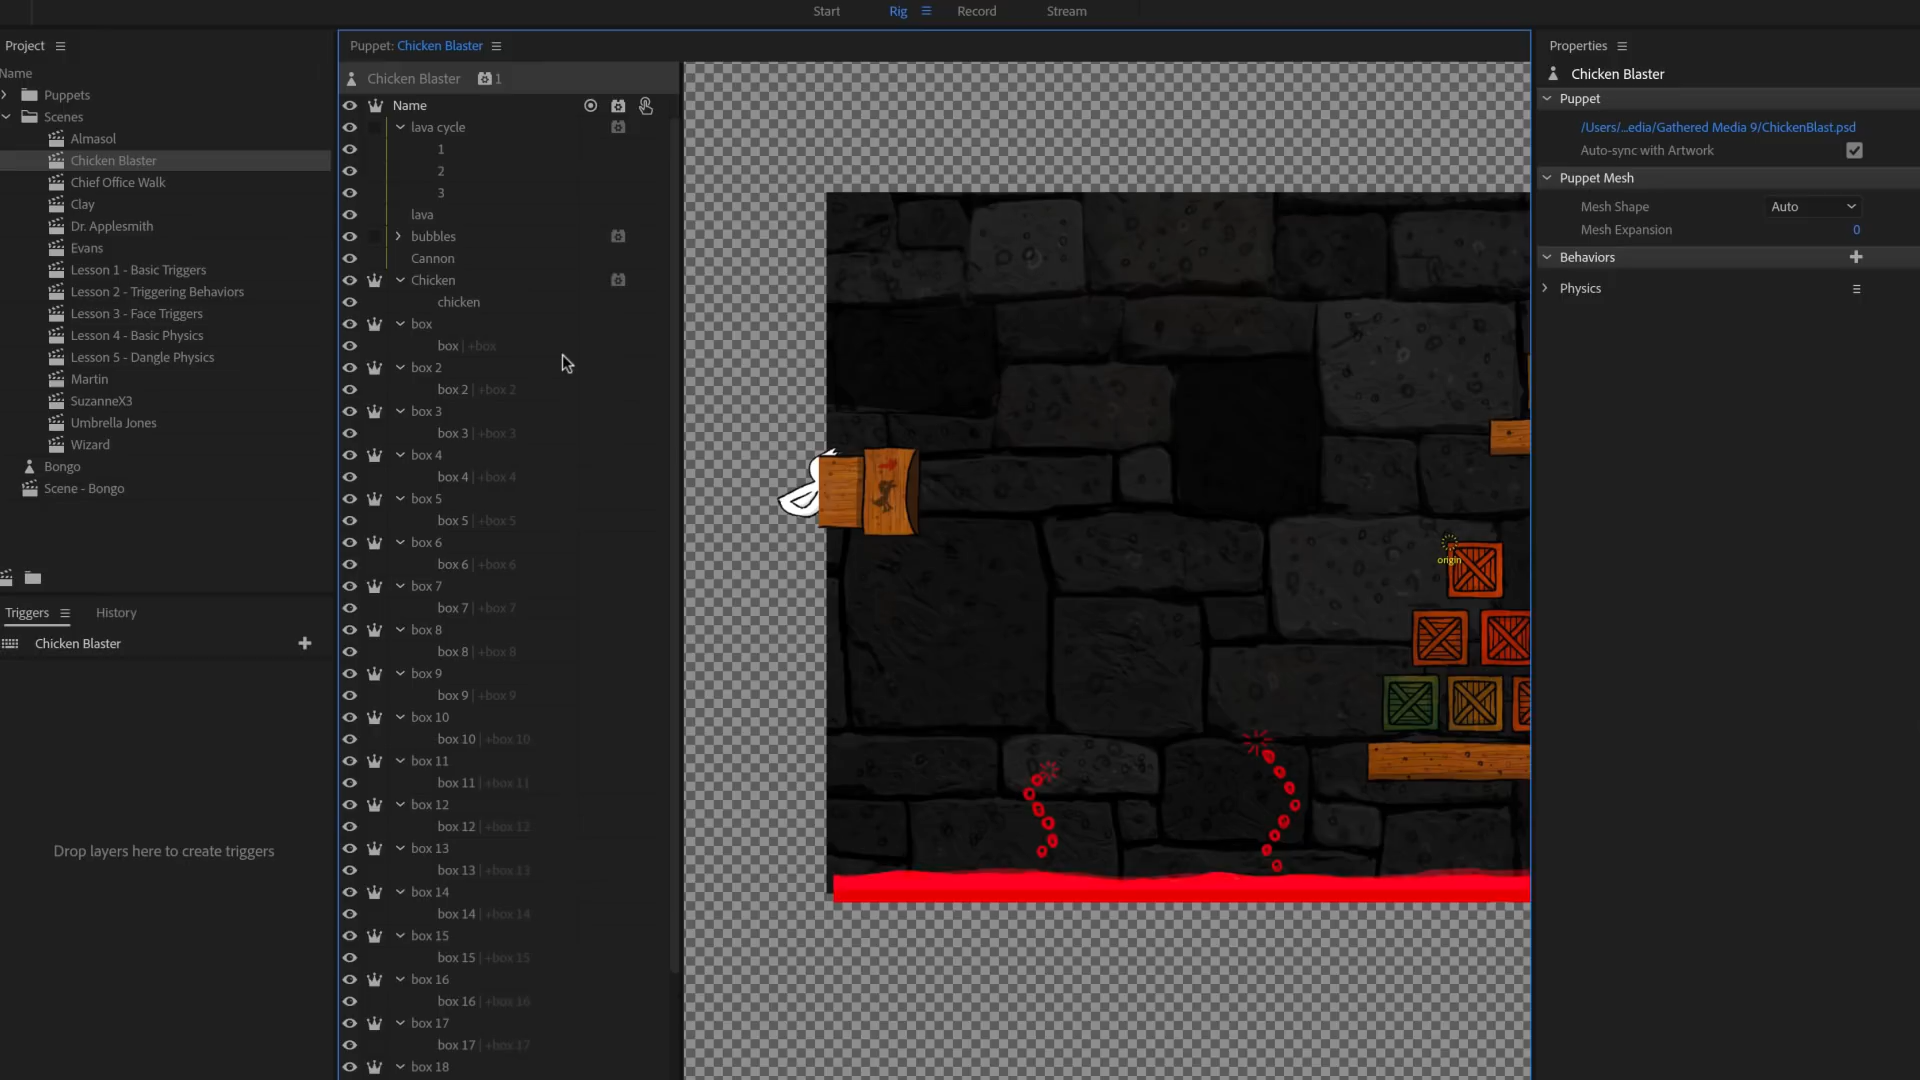 Start
Rig
Record
Stream
Project
Name
Puppets
Scenes
Almasol
Chicken Blaster
Chief Office Walk
Clay
Dr. Applesmith
Evans
Lesson 1 - Basic Triggers
Lesson 2 - Triggering Behaviors
Lesson 3 - Face Triggers
Lesson 4 - Basic Physics
Lesson 5 - Dangle Physics
Martin
SuzanneX3
Umbrella Jones
Wizard
Bongo
Scene - Bongo
Triggers
History
Chicken Blaster
Drop layers here to create triggers
Puppet: Chicken Blaster
Chicken Blaster
1
Name
lava cycle
1
2
3
lava
bubbles
Cannon
Chicken
chicken
box
box | +box
box 2
box 2 | +box 2
box 3
box 3 | +box 3
box 4
box 4 | +box 4
box 5
box 5 | +box 5
box 6
box 6 | +box 6
box 7
box 7 | +box 7
box 8
box 8 | +box 8
box 9
box 9 | +box 9
box 10
box 10 | +box 10
box 11
box 11 | +box 11
box 12
box 12 | +box 12
box 13
box 13 | +box 13
box 14
box 14 | +box 14
box 15
box 15 | +box 15
box 16
box 16 | +box 16
box 17
box 17 | +box 17
box 18
origin
Properties
Chicken Blaster
Puppet
/Users/...edia/Gathered Media 9/ChickenBlast.psd
Auto-sync with Artwork
Puppet Mesh
Mesh Shape
Auto
Mesh Expansion
0
Behaviors
Physics